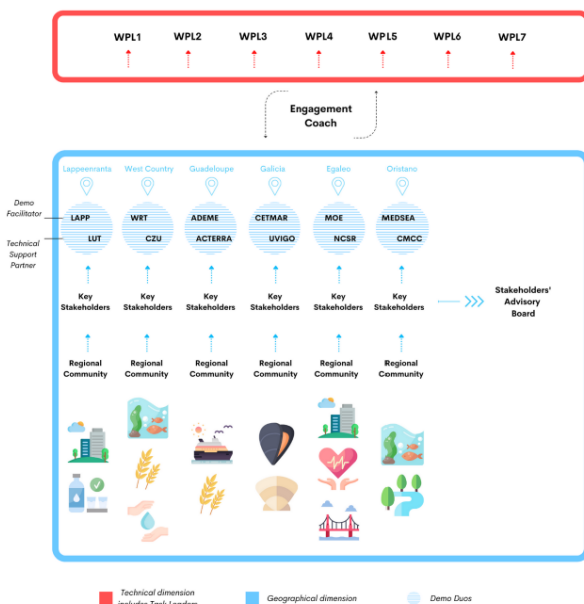 WPL1 WPL2 WPL3 WPL4 WPL5 WPL6 WPL7
Engagement
Coach
Lappeenranta West Country Guadeloupe Galicia Egaleo Oristano
Demo
Facilitator
LAPP WRT ADEME CETMAR MOE MEDSEA
Technical
Support
Partner
LUT CZU ACTERRA UVIGO NCSR CMCC
Key Key Key Key Key Key
Stakeholders Stakeholders Stakeholders Stakeholders Stakeholders Stakeholders
Stakeholders'
Advisory
Board
Regional Regional Regional Regional Regional Regional
Community Community Community Community Community Community
Technical dimension
includes Task Leaders
Geographical dimension
Demo Duos